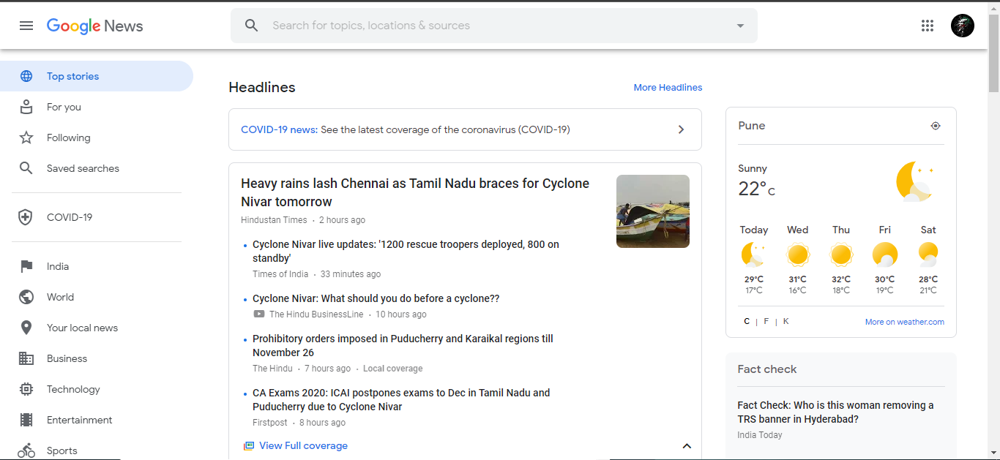 Google News
Search for topics, locations & sources
Top stories
For you
Following
Saved searches
COVID-19
India
World
Your local news
Business
Technology
Entertainment
Sports
Headlines
More Headlines
COVID-19 news: See the latest coverage of the coronavirus (COVID-19)
Heavy rains lash Chennai as Tamil Nadu braces for Cyclone
Nivar tomorrow
Hindustan Times · 2 hours ago
Cyclone Nivar live updates: '1200 rescue troopers deployed, 800 on
standby'
Times of India · 33 minutes ago
Cyclone Nivar: What should you do before a cyclone??
The Hindu BusinessLine · 10 hours ago
Prohibitory orders imposed in Puducherry and Karaikal regions till
November 26
The Hindu · 7 hours ago · Local coverage
CA Exams 2020: ICAI postpones exams to Dec in Tamil Nadu and
Puducherry due to Cyclone Nivar
Firstpost · 8 hours ago
View Full coverage
Pune
Sunny
22°C
Today Wed Thu Fri Sat
29°C 31°C 32°C 30°C 28°C
17°C 16°C 18°C 19°C 21°C
C | F | K
More on weather.com
Fact check
Fact Check: Who is this woman removing a
TRS banner in Hyderabad?
India Today